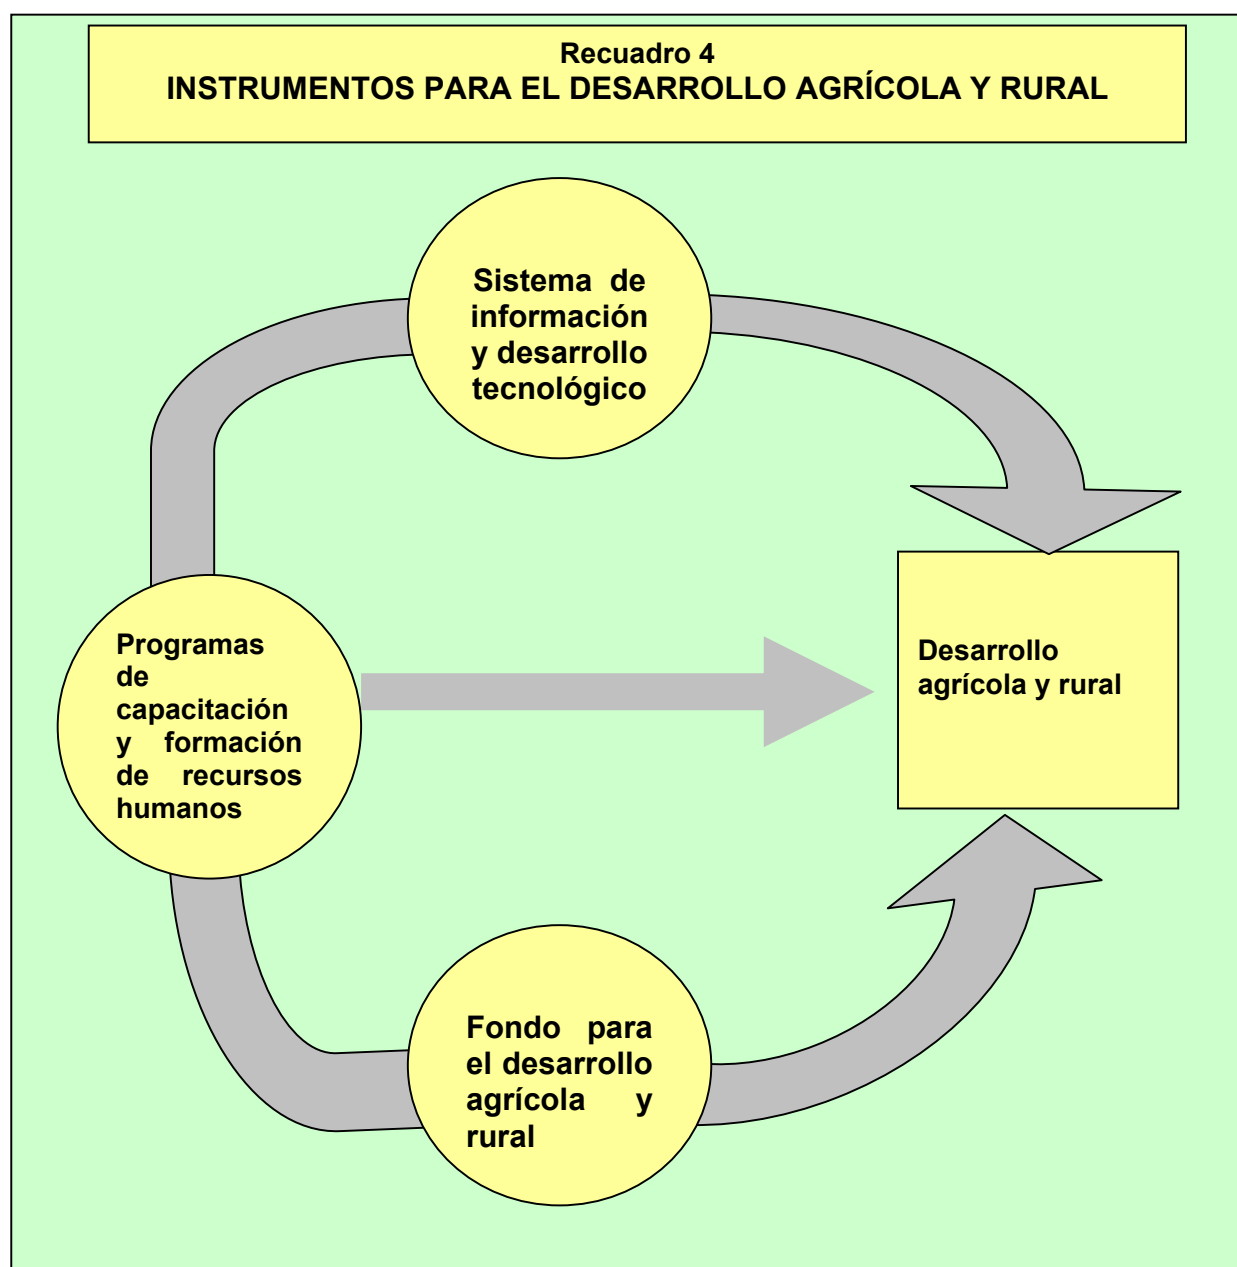 Recuadro 4
INSTRUMENTOS PARA EL DESARROLLO AGRÍCOLA Y RURAL
Sistema de
información
y desarrollo
tecnológico
Programas
de
capacitación
y formación
de recursos
humanos
Desarrollo
agrícola y rural
Fondo para
el desarrollo
agrícola y
rural